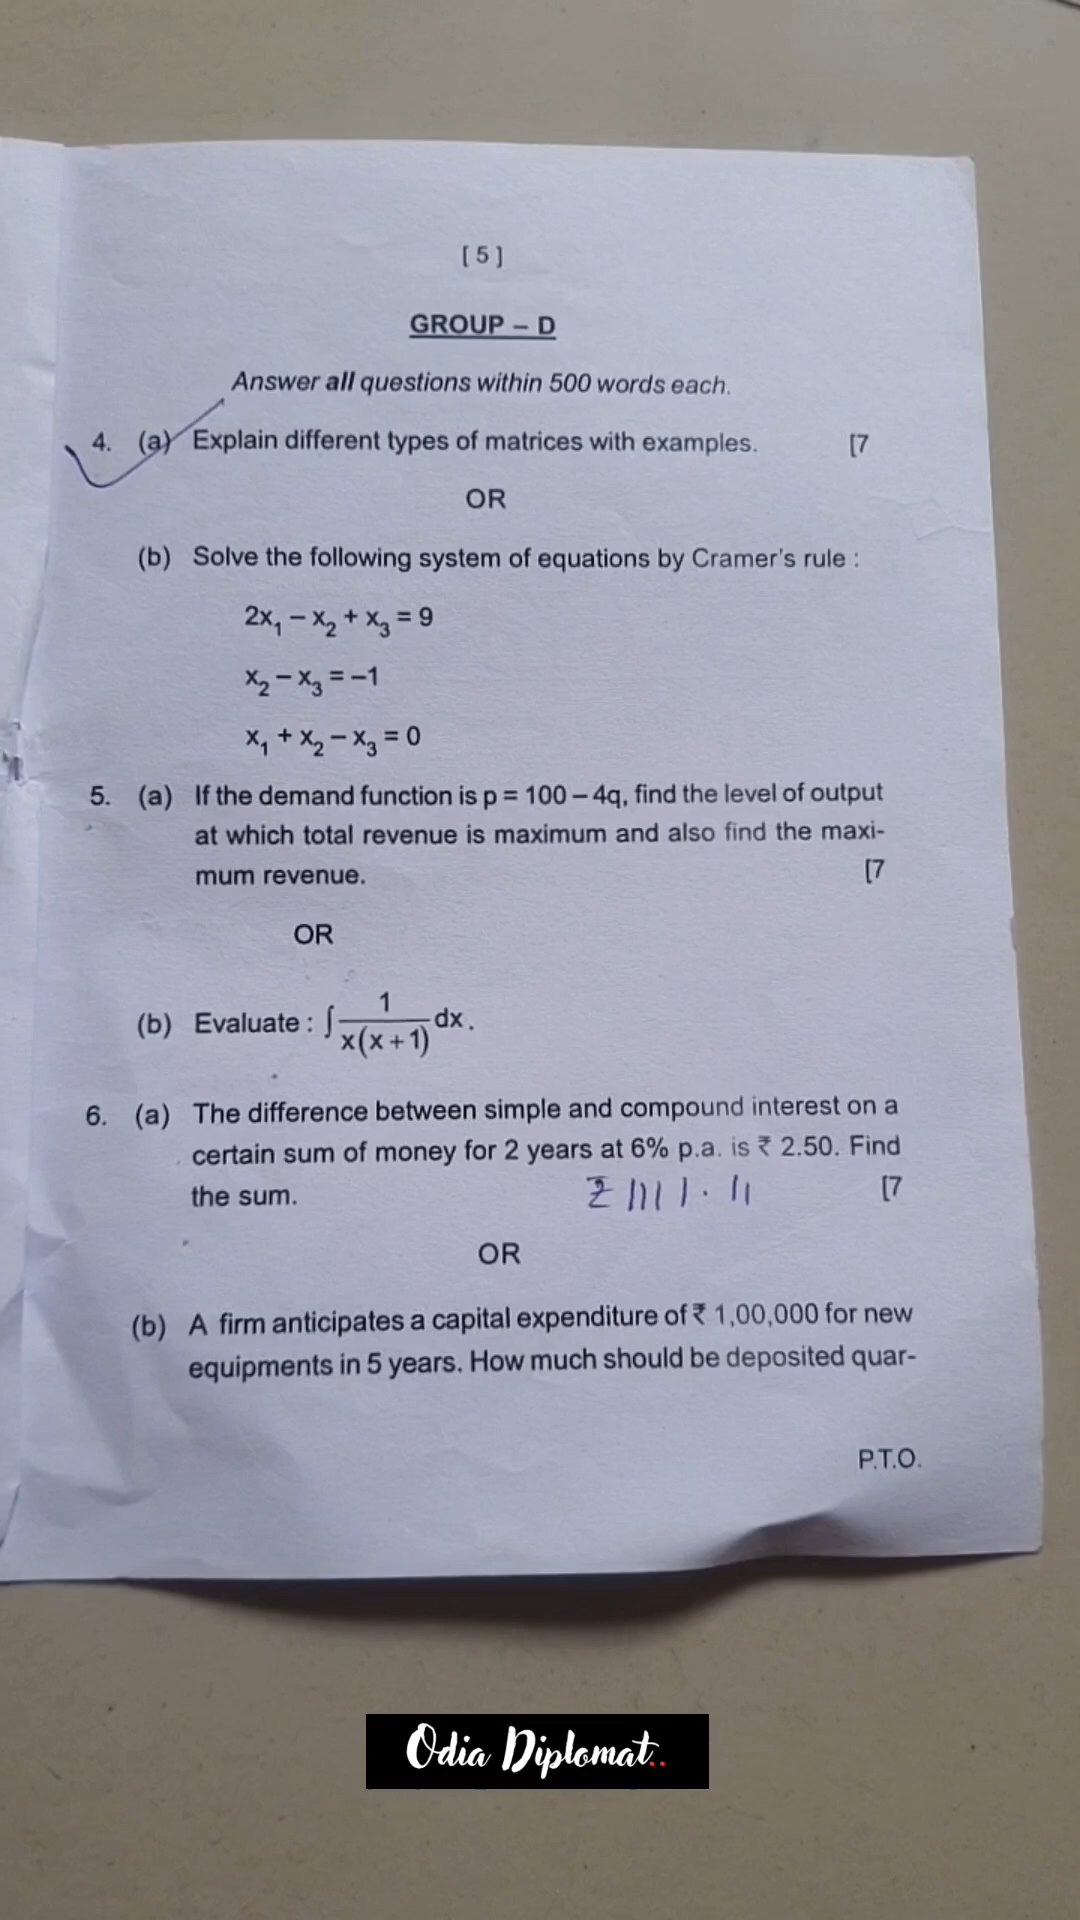 [ 5 ]
GROUP – D
Answer all questions within 500 words each.
4. (a) Explain different types of matrices with examples. [7
OR
(b) Solve the following system of equations by Cramer's rule :
2x₁ – x₂ + x₃ = 9
x₂ – x₃ = –1
x₁ + x₂ – x₃ = 0
5. (a) If the demand function is p = 100 – 4q, find the level of output
at which total revenue is maximum and also find the maxi-
mum revenue. [7
OR
(b) Evaluate : ∫ 1/x(x + 1) dx .
6. (a) The difference between simple and compound interest on a
certain sum of money for 2 years at 6% p.a. is ₹ 2.50. Find
the sum. [7
OR
(b) A firm anticipates a capital expenditure of ₹ 1,00,000 for new
equipments in 5 years. How much should be deposited quar-
P.T.O.
Odia Diplomat..